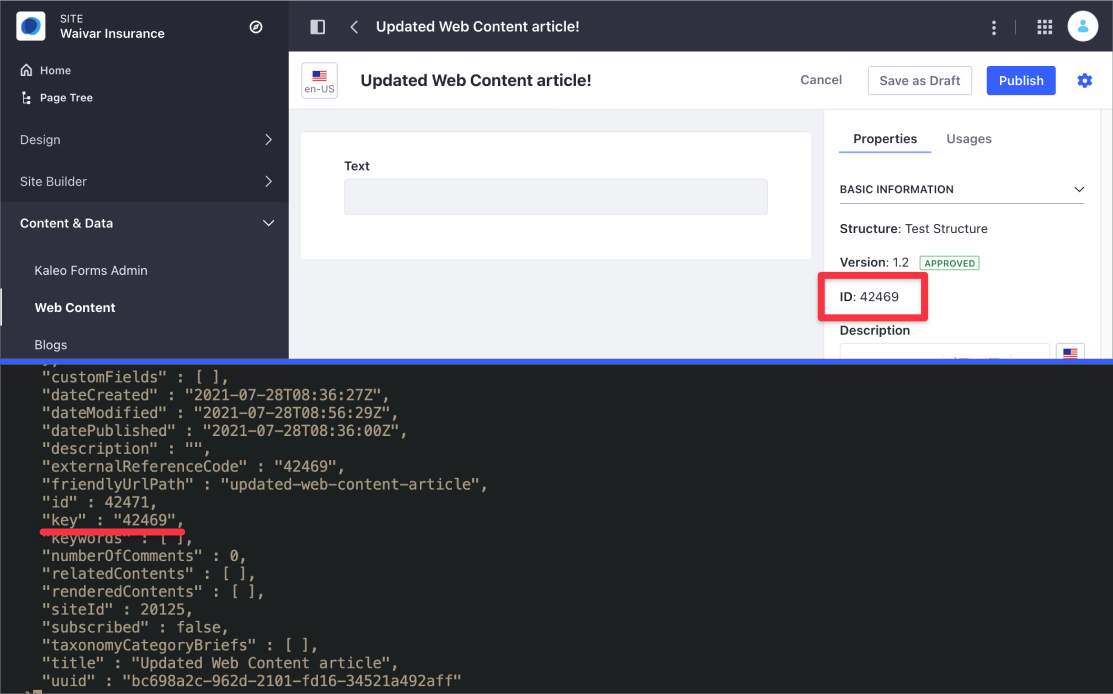 SITE
Waivar Insurance
Updated Web Content article!
Home
Page Tree
Design
Site Builder
Content & Data
Kaleo Forms Admin
Web Content
Blogs
en-US
Updated Web Content article!
Cancel
Save as Draft
Publish
Text
Properties
Usages
BASIC INFORMATION
Structure: Test Structure
Version: 1.2 APPROVED
ID: 42469
Description
"customFields" : [ ],
"dateCreated" : "2021-07-28T08:36:27Z",
"dateModified" : "2021-07-28T08:56:29Z",
"datePublished" : "2021-07-28T08:36:00Z",
"description" : "",
"externalReferenceCode" : "42469",
"friendlyUrlPath" : "updated-web-content-article",
"id" : 42471,
"key" : "42469",
"keywords" : [ ],
"numberOfComments" : 0,
"relatedContents" : [ ],
"renderedContents" : [ ],
"siteId" : 20125,
"subscribed" : false,
"taxonomyCategoryBriefs" : [ ],
"title" : "Updated Web Content article",
"uuid" : "bc698a2c-962d-2101-fd16-34521a492aff"